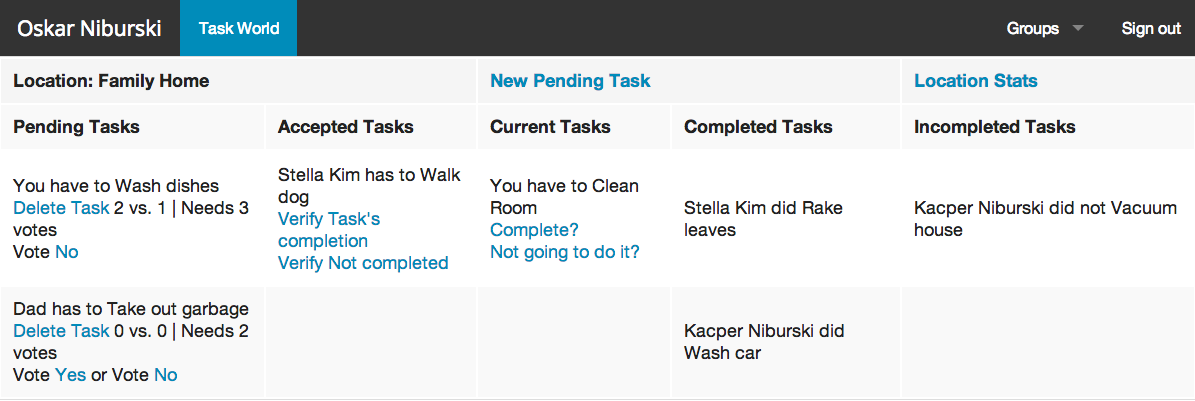 Oskar Niburski Task World Groups Sign out
Location: Family Home New Pending Task Location Stats
Pending Tasks Accepted Tasks Current Tasks Completed Tasks Incompleted Tasks
You have to Wash dishes
Delete Task 2 vs. 1 | Needs 3
votes
Vote No
Stella Kim has to Walk
dog
Verify Task's
completion
Verify Not completed
You have to Clean
Room
Complete?
Not going to do it?
Stella Kim did Rake
leaves
Kacper Niburski did not Vacuum
house
Dad has to Take out garbage
Delete Task 0 vs. 0 | Needs 2
votes
Vote Yes or Vote No
Kacper Niburski did
Wash car